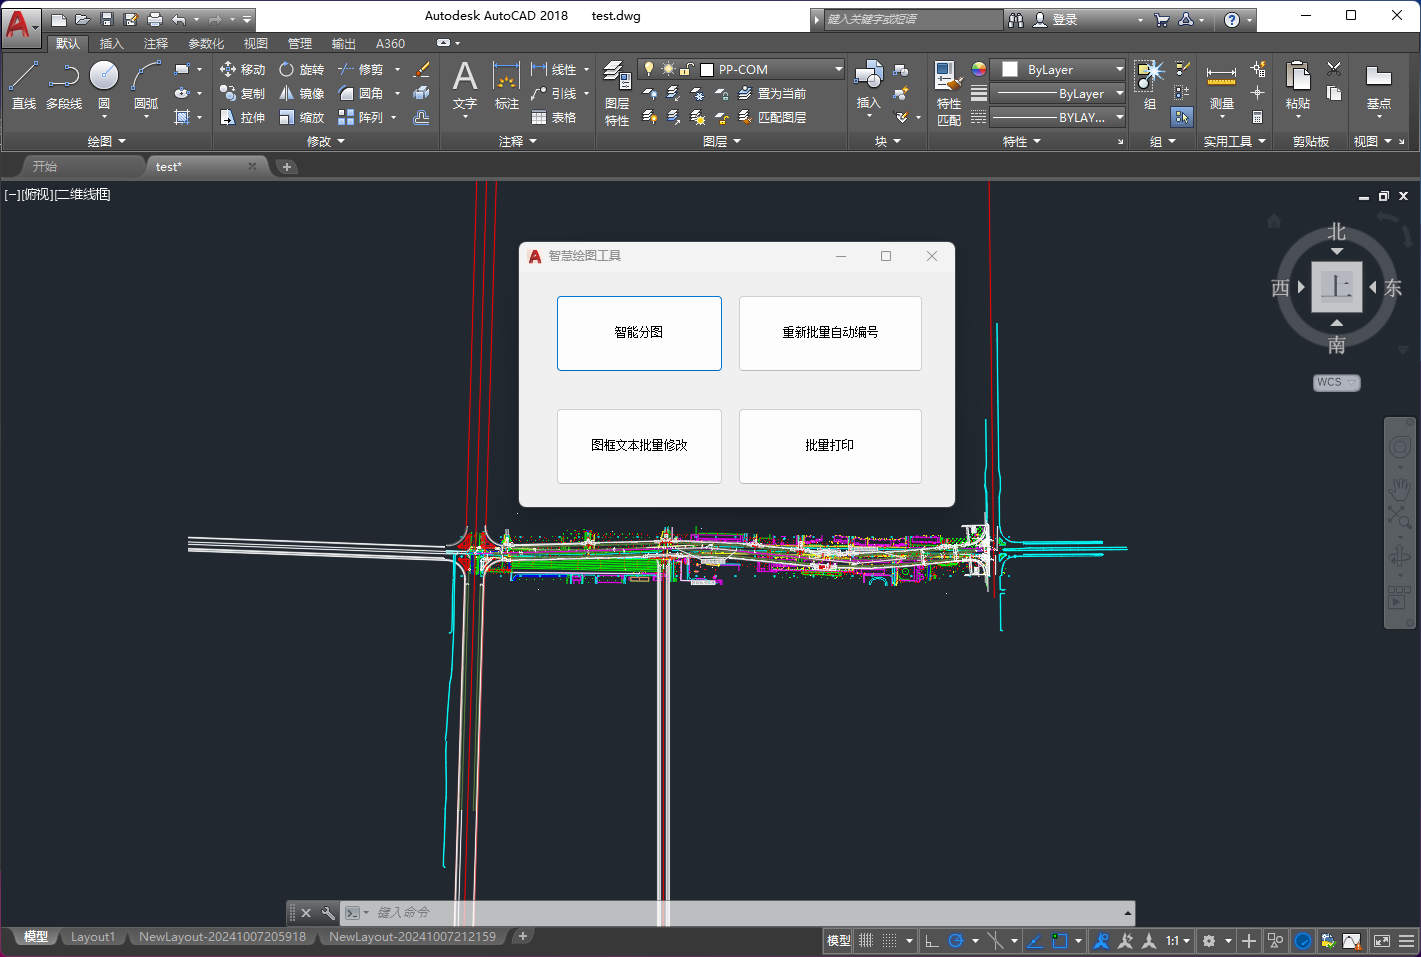 Autodesk AutoCAD 2018 test.dwg
键入关键字或短语
登录
默认 插入 注释 参数化 视图 管理 输出 A360
直线
多段线
圆
圆弧
绘图
移动 旋转 修剪
复制 镜像 圆角
拉伸 缩放 阵列
修改
文字
标注
线性
引线
表格
注释
图层
特性
PP-COM
置为当前
匹配图层
图层
插入
块
特性
匹配
ByLayer
ByLayer
BYLAY...
特性
组
组
测量
实用工具
粘贴
剪贴板
基点
视图
开始
test*
[−][俯视][二维线框]
智慧绘图工具
智能分图
重新批量自动编号
图框文本批量修改
批量打印
北
西
上
东
南
WCS
键入命令
模型 Layout1 NewLayout-20241007205918 NewLayout-20241007212159
模型
1:1